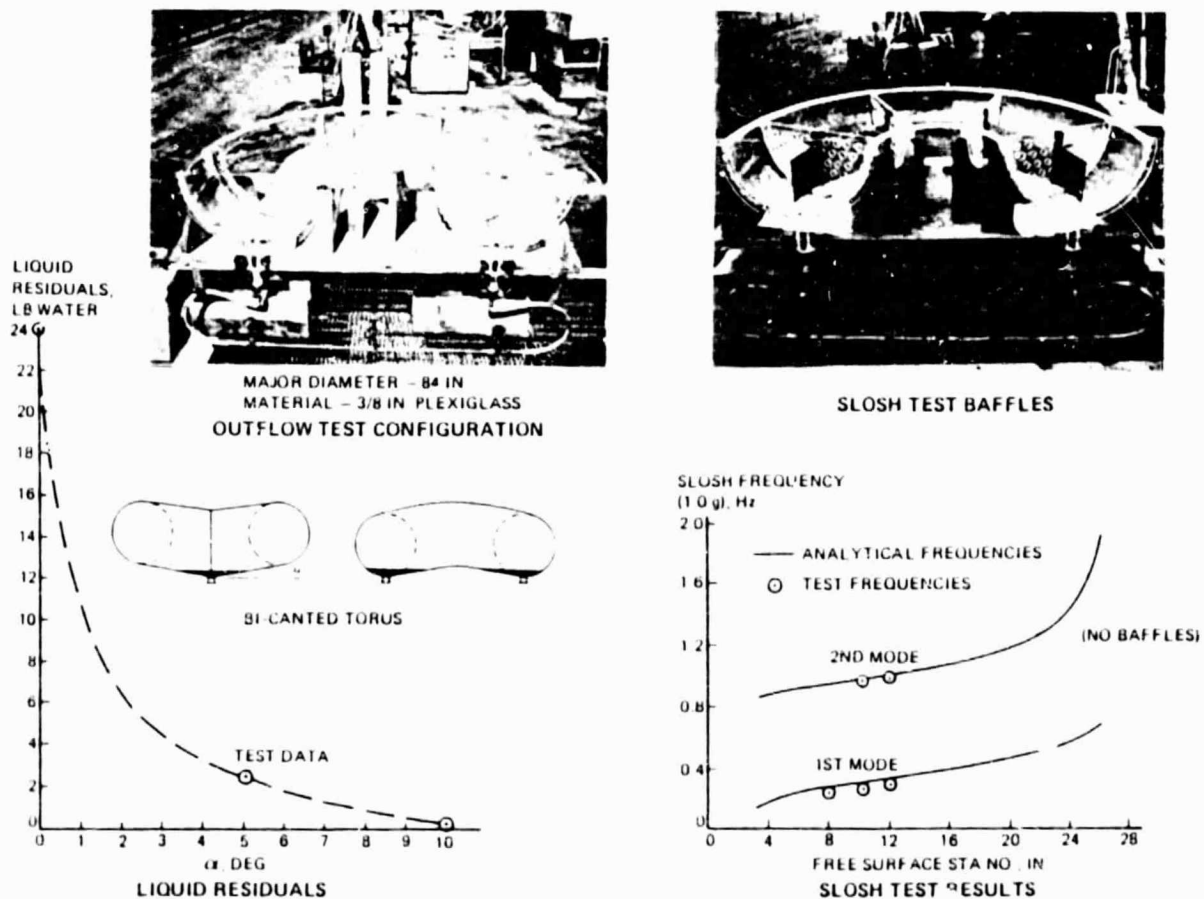 MAJOR DIAMETER - 84 IN
MATERIAL - 3/8 IN PLEXIGLASS
OUTFLOW TEST CONFIGURATION
SLOSH TEST BAFFLES
LIQUID
RESIDUALS,
LB WATER
24
22
20
18
16
14
12
10
8
6
4
2
0
BI-CANTED TORUS
TEST DATA
0 1 2 3 4 5 6 7 8 9 10
α, DEG
LIQUID RESIDUALS
SLOSH FREQUENCY
(1.0 g), Hz
2.0
1.6
1.2
0.8
0.4
0
ANALYTICAL FREQUENCIES
TEST FREQUENCIES
(NO BAFFLES)
2ND MODE
1ST MODE
0 4 8 12 16 20 24 28
FREE SURFACE STA NO., IN
SLOSH TEST RESULTS